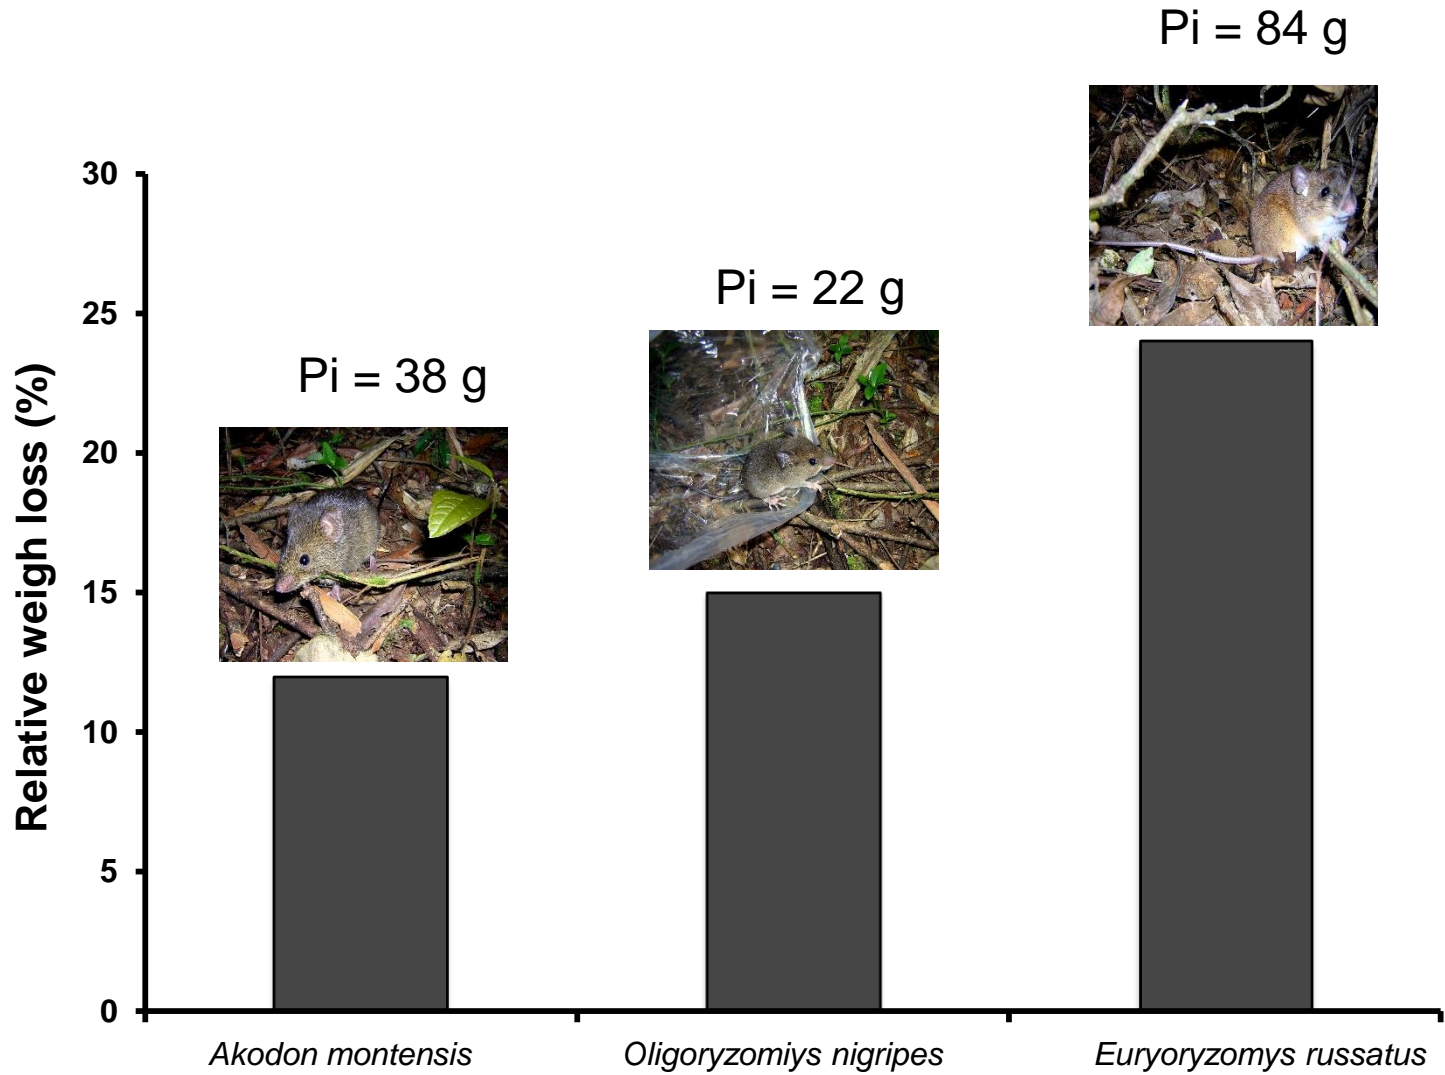 Pi = 84 g
Pi = 22 g
Pi = 38 g
Relative weigh loss (%)
30
25
20
15
10
5
0
Akodon montensis
Oligoryzomiys nigripes
Euryoryzomys russatus